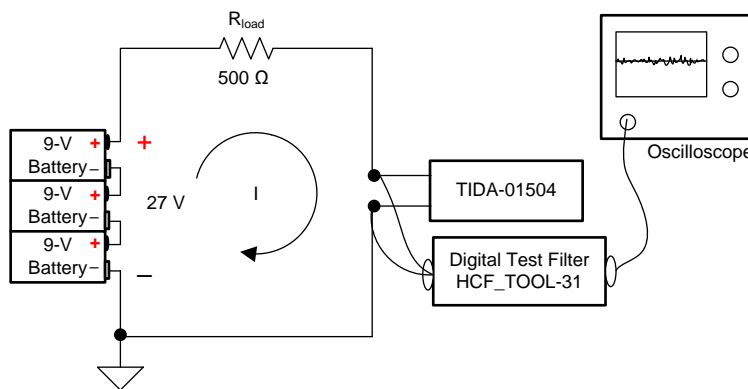 R_load
500 Ω
9-V +
Battery –
9-V +
Battery –
9-V +
Battery –
+
27 V
–
I
TIDA-01504
Digital Test Filter
HCF_TOOL-31
Oscilloscope